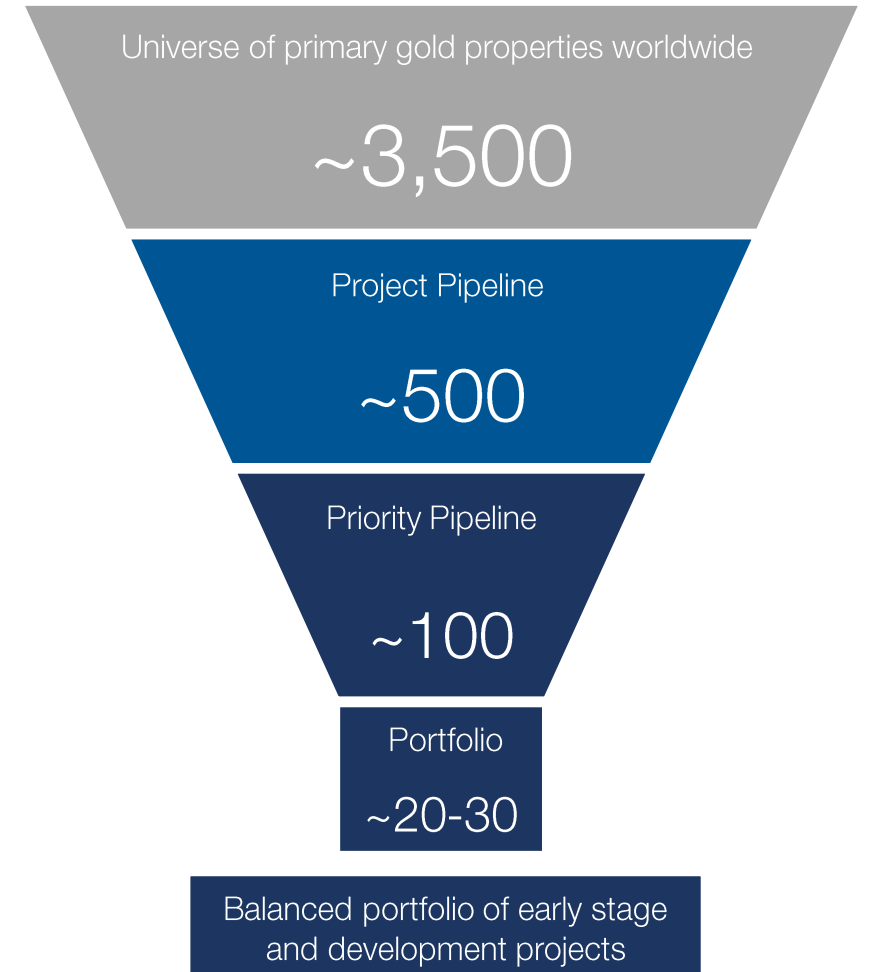 Universe of primary gold properties worldwide
~3,500
Project Pipeline
~500
Priority Pipeline
~100
Portfolio
~20-30
Balanced portfolio of early stage
and development projects